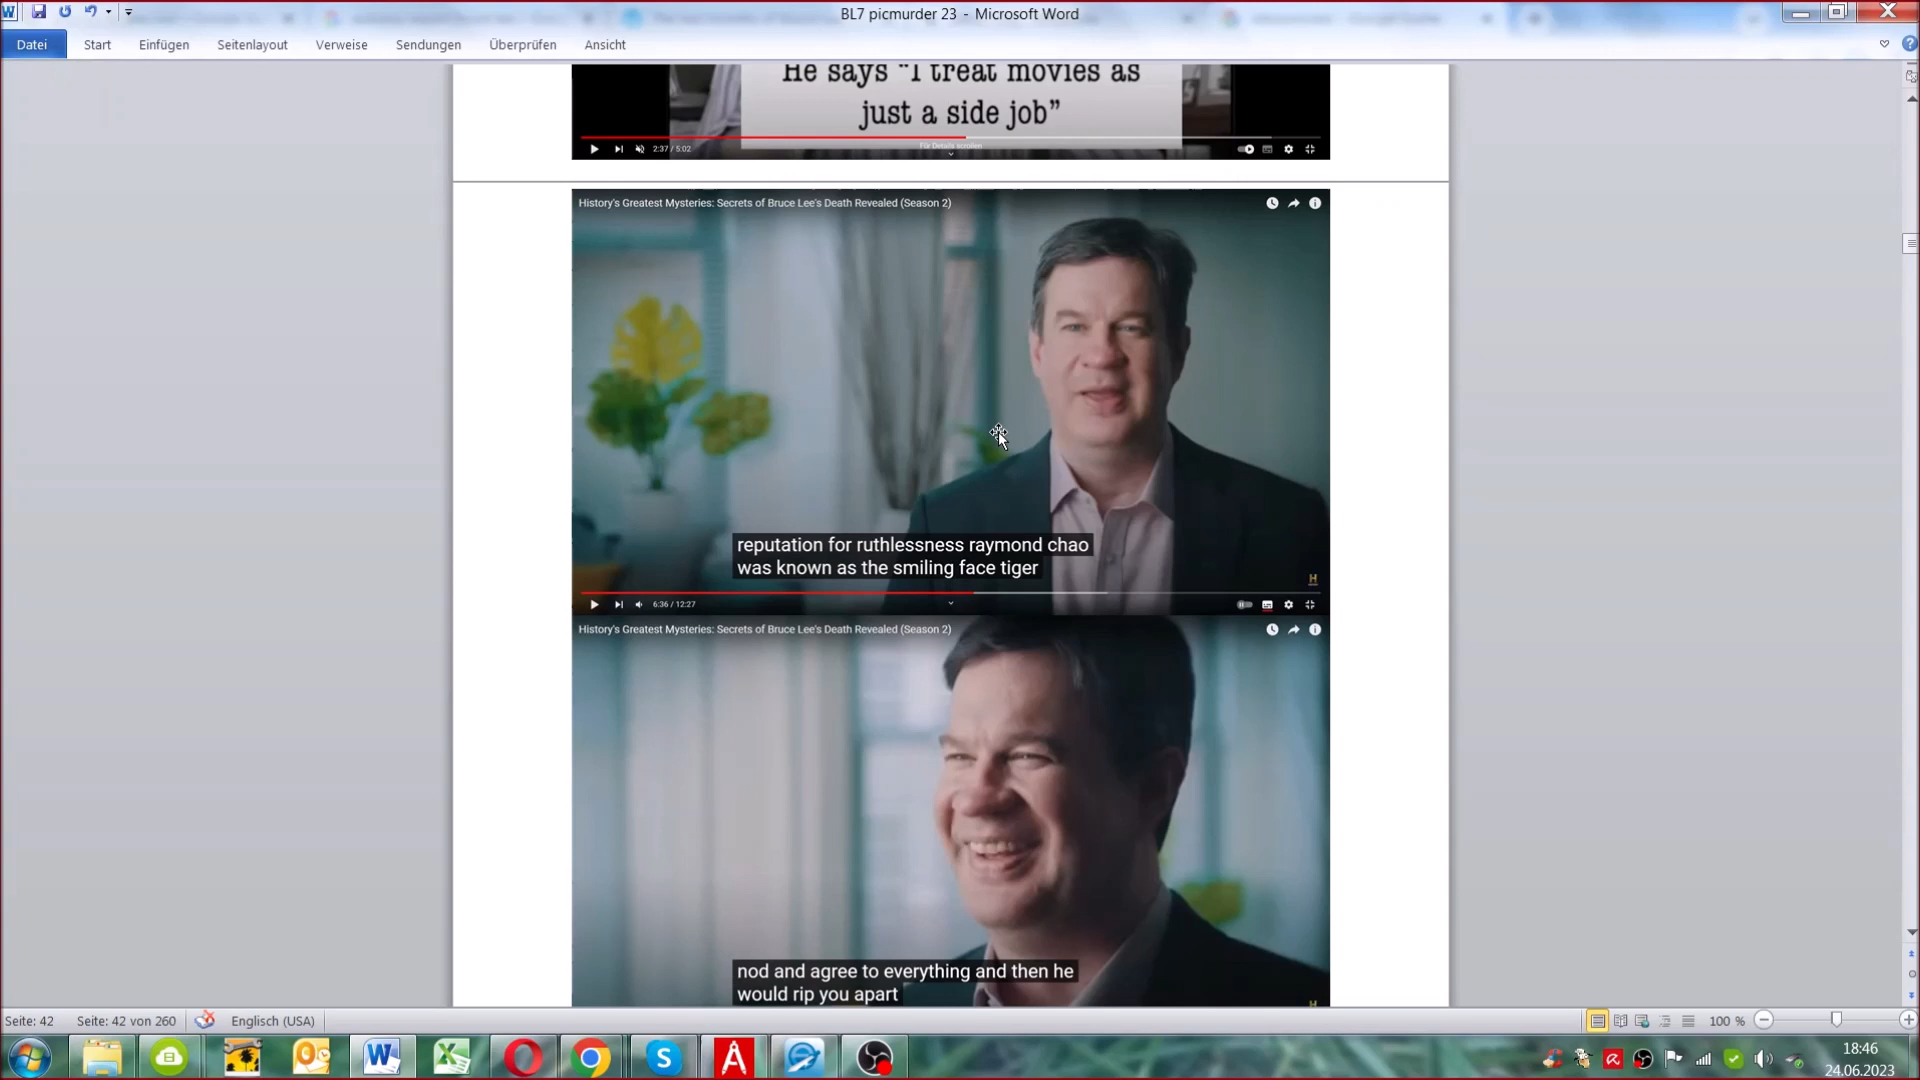 BL7 picmurder 23 - Microsoft Word
Datei Start Einfügen Seitenlayout Verweise Sendungen Überprüfen Ansicht
He says "I treat movies as
just a side job"
Für Details scrollen
2:37 / 5:02
History's Greatest Mysteries: Secrets of Bruce Lee's Death Revealed (Season 2)
reputation for ruthlessness raymond chao
was known as the smiling face tiger
H
6:36 / 12:27
History's Greatest Mysteries: Secrets of Bruce Lee's Death Revealed (Season 2)
nod and agree to everything and then he
would rip you apart
Seite: 42 Seite: 42 von 260 Englisch (USA) 100 %
18:46
24.06.2023